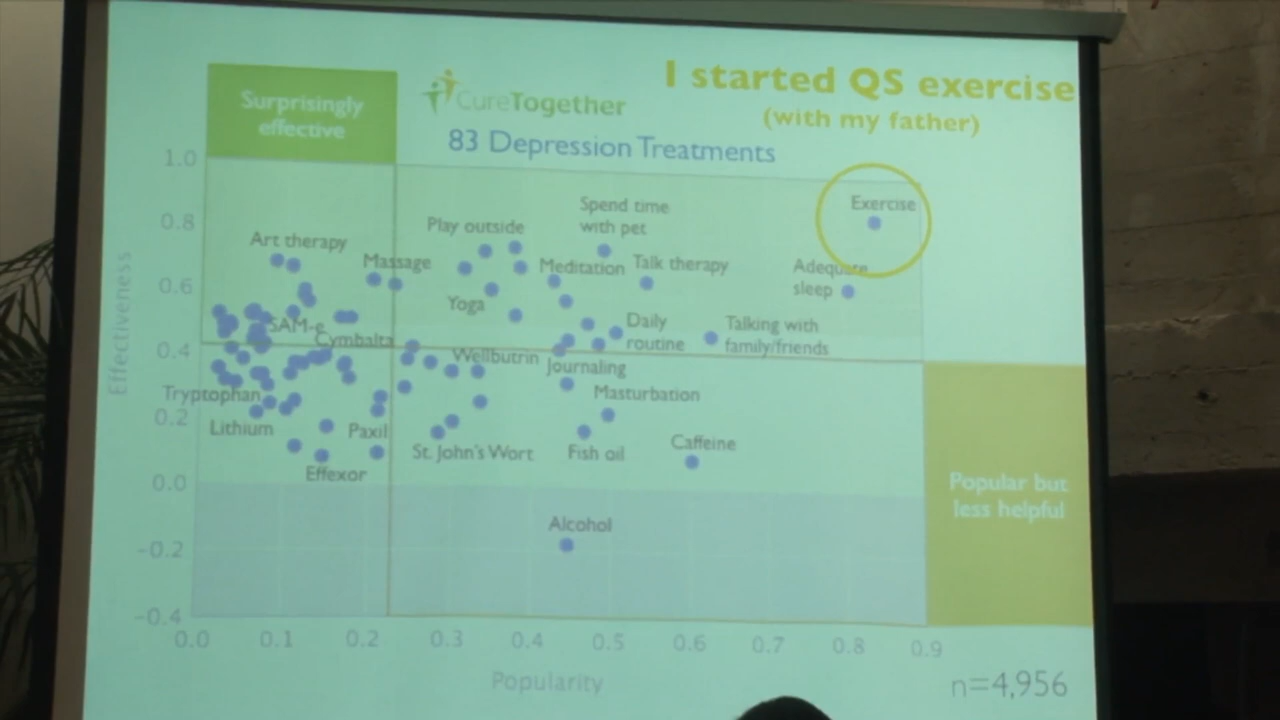 I started QS exercise
(with my father)
CureTogether
83 Depression Treatments
Surprisingly
effective
1.0
0.8
0.6
0.4
0.2
0.0
-0.2
-0.4
Effectiveness
Spend time
with pet
Exercise
Play outside
Art therapy
Massage
Meditation
Talk therapy
Adequate
sleep
Yoga
SAM-e
Cymbalta
Daily
routine
Talking with
family/friends
Wellbutrin
Journaling
Tryptophan
Masturbation
Lithium
Paxil
St. John's Wort
Fish oil
Caffeine
Effexor
Popular but
less helpful
Alcohol
0.0 0.1 0.2 0.3 0.4 0.5 0.6 0.7 0.8 0.9
Popularity
n=4,956